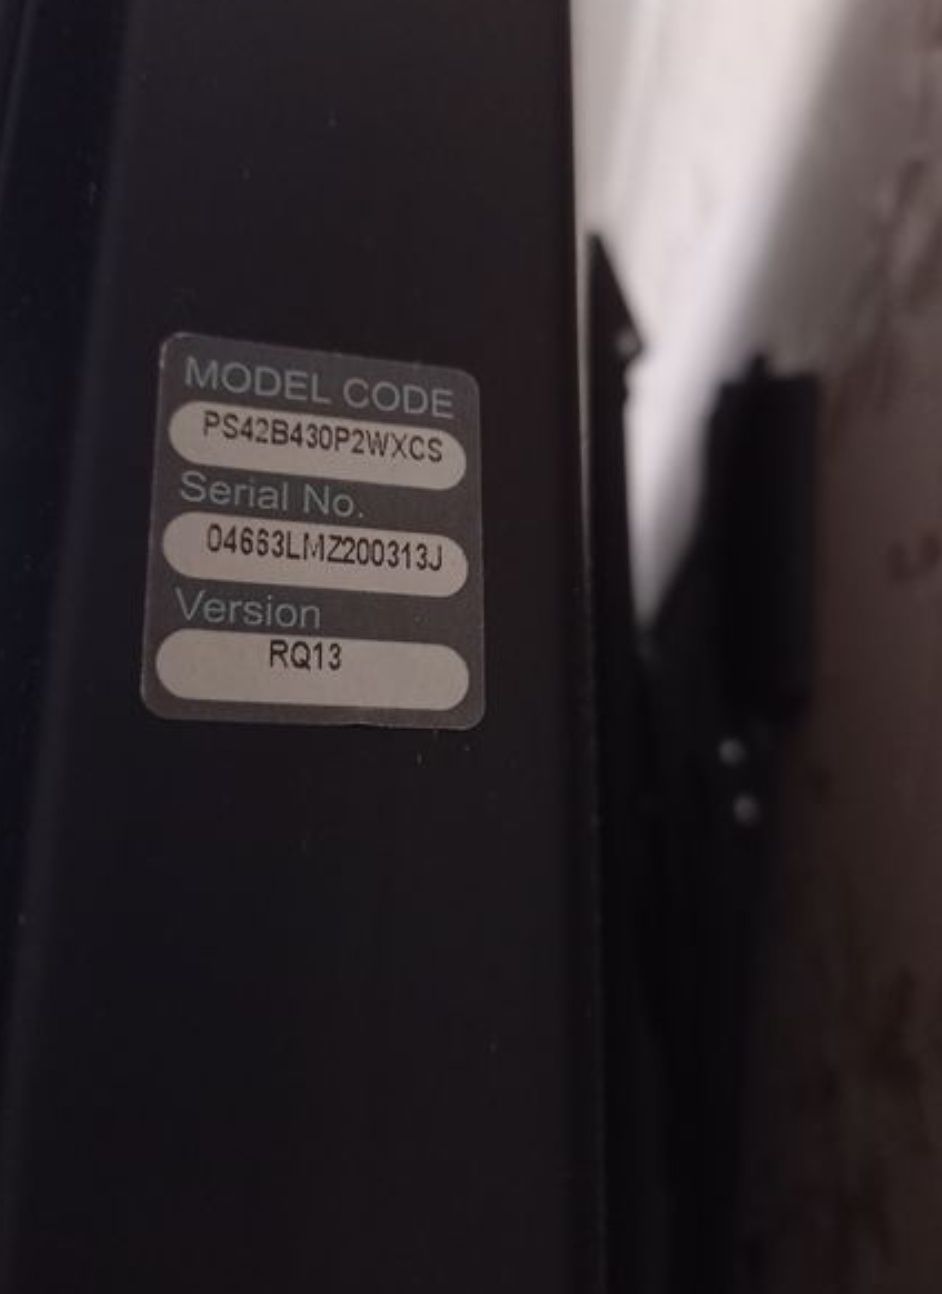 MODEL CODE
PS42B430P2WXCS
Serial No.
04663LMZ200313J
Version
RQ13